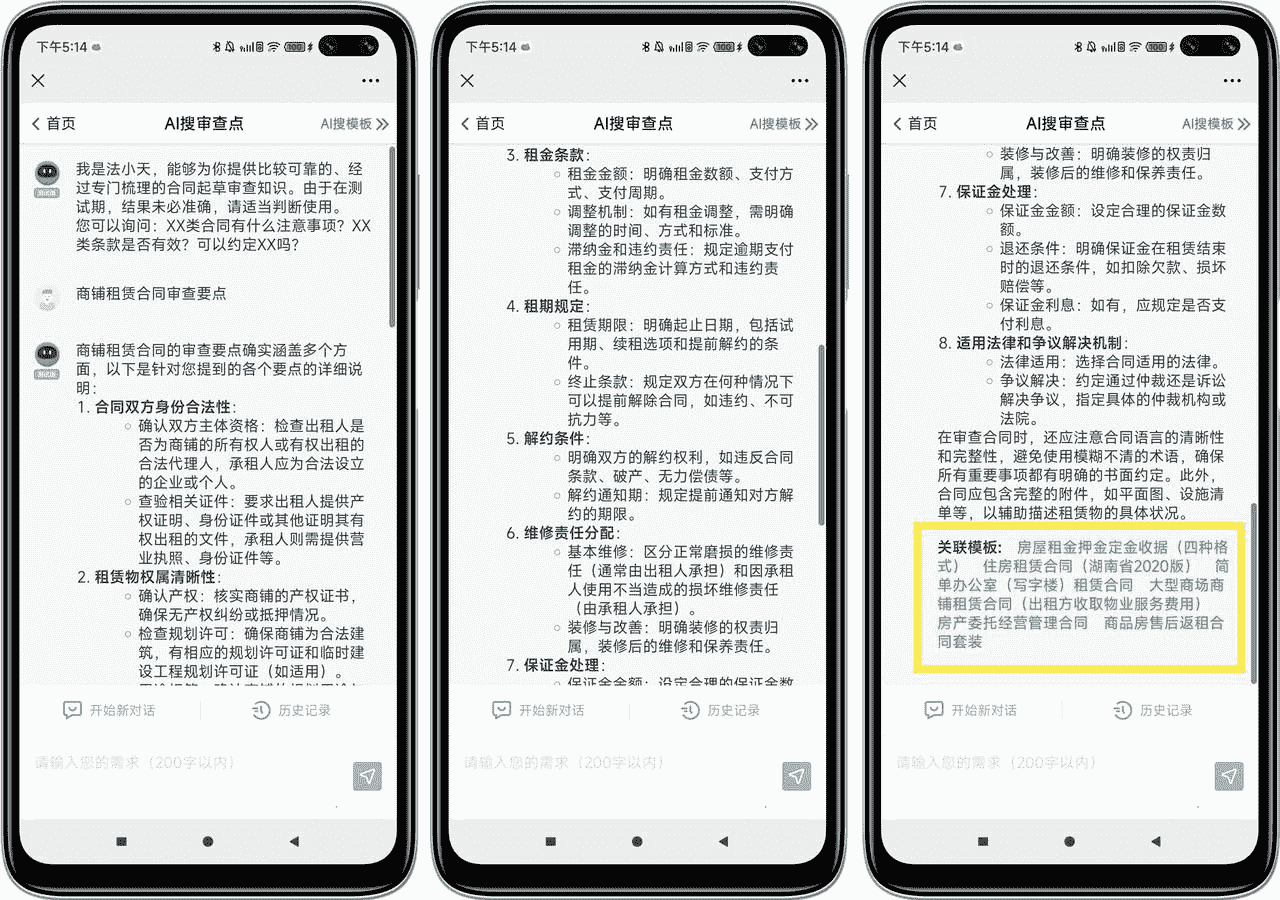 下午5:14
首页
AI搜审查点
AI搜模板
我是法小天，能够为你提供比较可靠的、经
过专门梳理的合同起草审查知识。由于在测
试期，结果未必准确，请适当判断使用。
您可以询问：XX类合同有什么注意事项？XX
类条款是否有效？可以约定XX吗？
测试版
商铺租赁合同审查要点
商铺租赁合同的审查要点确实涵盖多个方
面，以下是针对您提到的各个要点的详细说
明：
测试版
1. 合同双方身份合法性：
确认双方主体资格：检查出租人是
否为商铺的所有权人或有权出租的
合法代理人，承租人应为合法设立
的企业或个人。
查验相关证件：要求出租人提供产
权证明、身份证件或其他证明其有
权出租的文件，承租人则需提供营
业执照、身份证件等。
2. 租赁物权属清晰性：
确认产权：核实商铺的产权证书，
确保无产权纠纷或抵押情况。
检查规划许可：确保商铺为合法建
筑，有相应的规划许可证和临时建
设工程规划许可证（如适用）。
开始新对话
历史记录
请输入您的需求（200字以内）
下午5:14
首页
AI搜审查点
AI搜模板
3. 租金条款：
租金金额：明确租金数额、支付方
式、支付周期。
调整机制：如有租金调整，需明确
调整的时间、方式和标准。
滞纳金和违约责任：规定逾期支付
租金的滞纳金计算方式和违约责
任。
4. 租期规定：
租赁期限：明确起止日期，包括试
用期、续租选项和提前解约的条
件。
终止条款：规定双方在何种情况下
可以提前解除合同，如违约、不可
抗力等。
5. 解约条件：
明确双方的解约权利，如违反合同
条款、破产、无力偿债等。
解约通知期：规定提前通知对方解
约的期限。
6. 维修责任分配：
基本维修：区分正常磨损的维修责
任（通常由出租人承担）和因承租
人使用不当造成的损坏维修责任
（由承租人承担）。
装修与改善：明确装修的权责归
属，装修后的维修和保养责任。
7. 保证金处理：
保证金金额：设定合理的保证金数
开始新对话
历史记录
请输入您的需求（200字以内）
下午5:14
首页
AI搜审查点
AI搜模板
装修与改善：明确装修的权责归
属，装修后的维修和保养责任。
7. 保证金处理：
保证金金额：设定合理的保证金数
额。
退还条件：明确保证金在租赁结束
时的退还条件，如扣除欠款、损坏
赔偿等。
保证金利息：如有，应规定是否支
付利息。
8. 适用法律和争议解决机制：
法律适用：选择合同适用的法律。
争议解决：约定通过仲裁还是诉讼
解决争议，指定具体的仲裁机构或
法院。
在审查合同时，还应注意合同语言的清晰性
和完整性，避免使用模糊不清的术语，确保
所有重要事项都有明确的书面约定。此外，
合同应包含完整的附件，如平面图、设施清
单等，以辅助描述租赁物的具体状况。
关联模板： 房屋租金押金定金收据（四种格
式） 住房租赁合同（湖南省2020版） 简
单办公室（写字楼）租赁合同 大型商场商
铺租赁合同（出租方收取物业服务费用）
房产委托经营管理合同 商品房售后返租合
同套装
开始新对话
历史记录
请输入您的需求（200字以内）